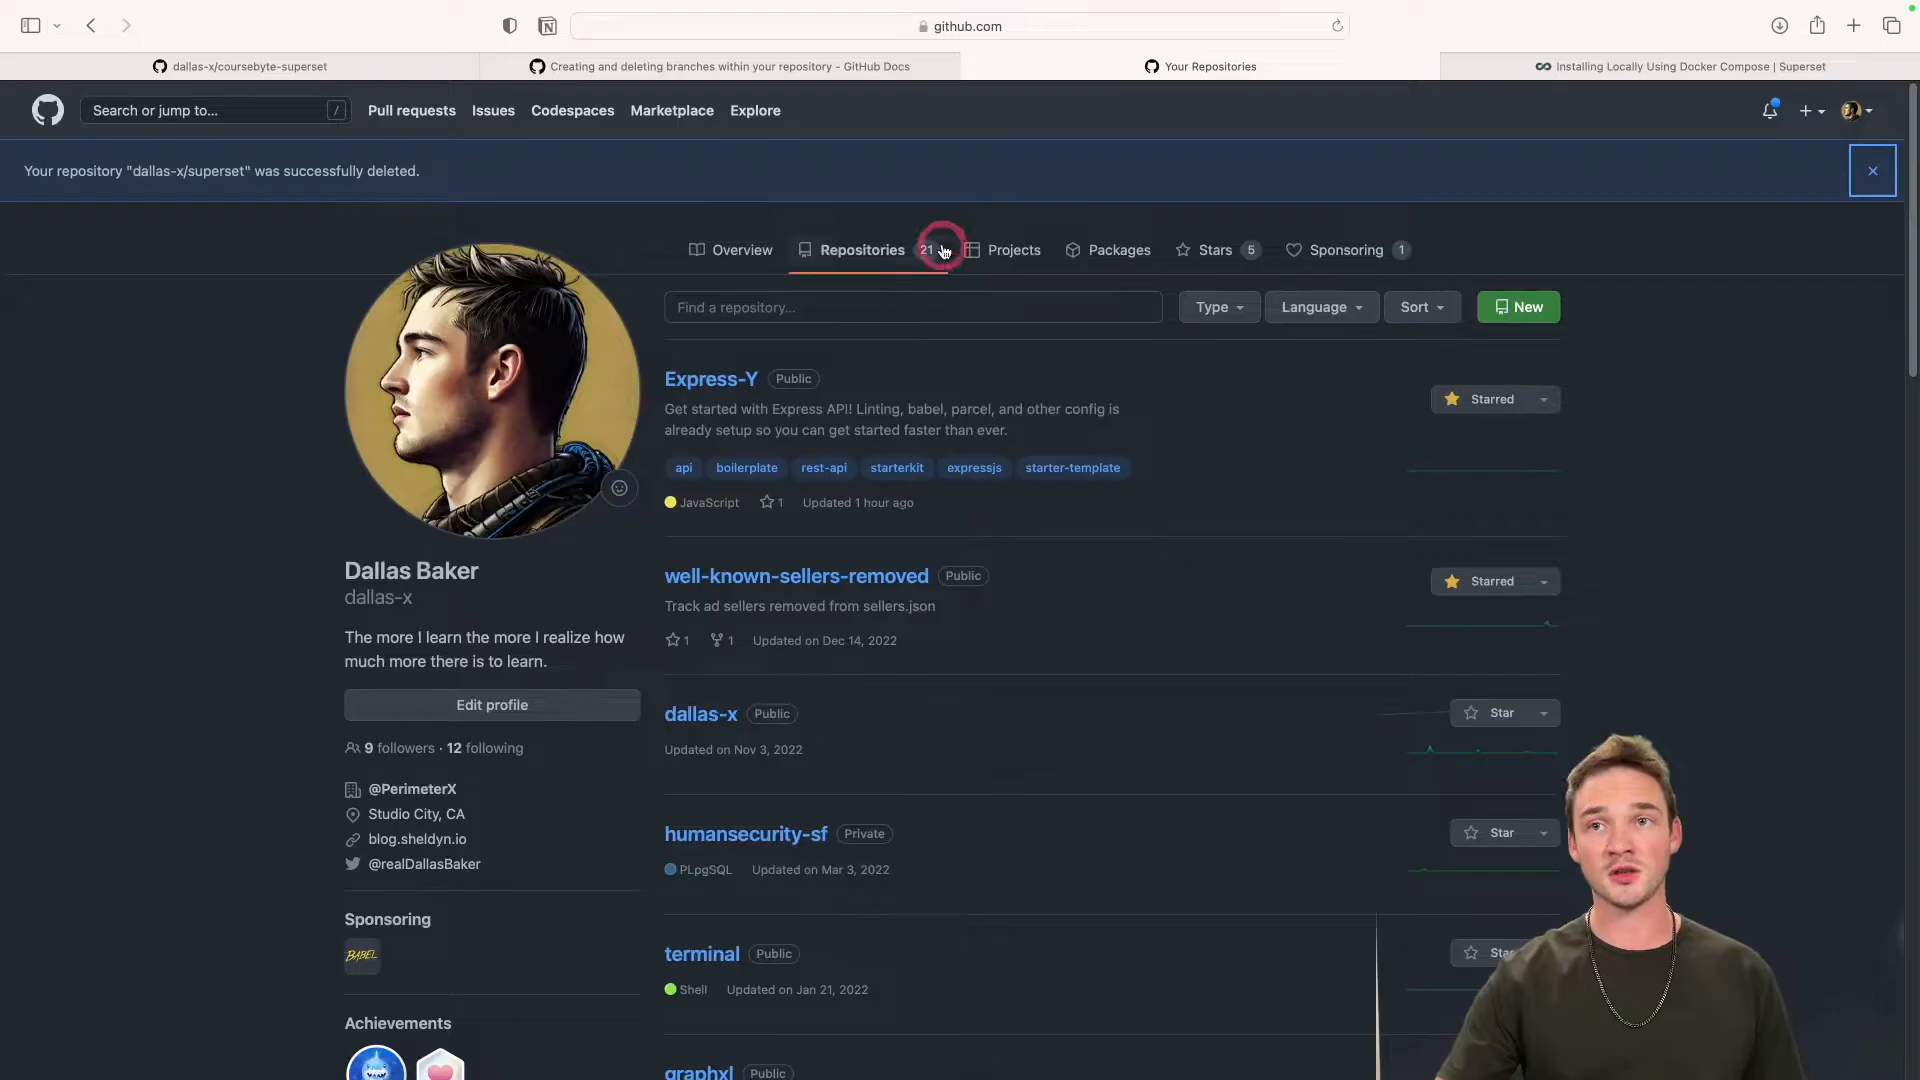 github.com
dallas-x/coursebyte-superset
Creating and deleting branches within your repository - GitHub Docs
Your Repositories
Installing Locally Using Docker Compose | Superset
Search or jump to... /
Pull requests
Issues
Codespaces
Marketplace
Explore
Your repository "dallas-x/superset" was successfully deleted.
Overview
Repositories 21
Projects
Packages
Stars 5
Sponsoring 1
Find a repository...
Type
Language
Sort
New
Express-Y Public
Starred
Get started with Express API! Linting, babel, parcel, and other config is
already setup so you can get started faster than ever.
api boilerplate rest-api starterkit expressjs starter-template
JavaScript 1 Updated 1 hour ago
well-known-sellers-removed Public
Starred
Track ad sellers removed from sellers.json
1 1 Updated on Dec 14, 2022
dallas-x Public
Star
Updated on Nov 3, 2022
humansecurity-sf Private
Star
PLpgSQL Updated on Mar 3, 2022
terminal Public
Star
Shell Updated on Jan 21, 2022
graphxl Public
Dallas Baker
dallas-x
The more I learn the more I realize how
much more there is to learn.
Edit profile
9 followers · 12 following
@PerimeterX
Studio City, CA
blog.sheldyn.io
@realDallasBaker
Sponsoring
BABEL
Achievements